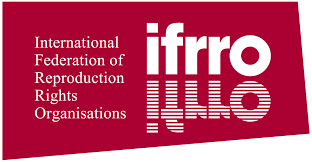 International
Federation of
Reproduction
Rights
Organisations
ifrro